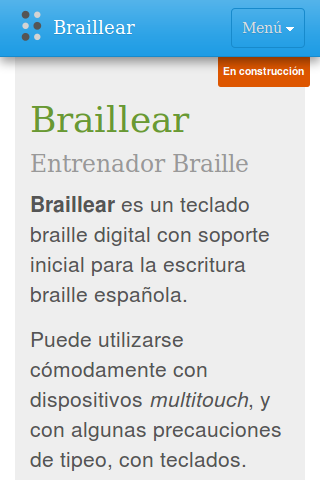 Braillear
Menú
En construcción
Braillear
Entrenador Braille
Braillear es un teclado
braille digital con soporte
inicial para la escritura
braille española.
Puede utilizarse
cómodamente con
dispositivos multitouch, y
con algunas precauciones
de tipeo, con teclados.